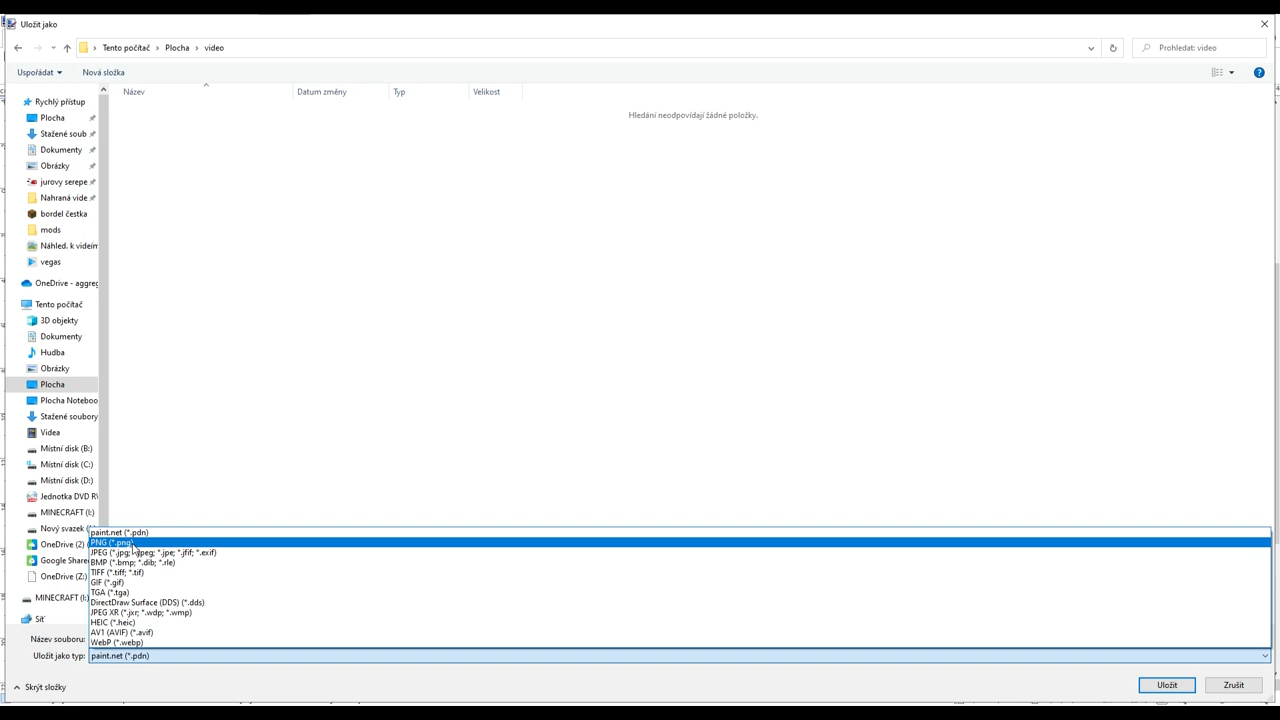 Uložit jako
Tento počítač > Plocha > video
Prohledat: video
Uspořádat
Nová složka
Název
Datum změny
Typ
Velikost
Hledání neodpovídají žádné položky.
Rychlý přístup
Plocha
Stažené soub
Dokumenty
Obrázky
jurovy serepe
Nahraná vide
bordel čestka
mods
Náhled. k videím
vegas
OneDrive - aggreg
Tento počítač
3D objekty
Dokumenty
Hudba
Obrázky
Plocha
Plocha Noteboo
Stažené soubory
Videa
Místní disk (B:)
Místní disk (C:)
Místní disk (D:)
Jednotka DVD R
MINECRAFT (I:)
Nový svazek
OneDrive (2)
Google Share
OneDrive (Z:)
MINECRAFT (I:
Síť
paint.net (*.pdn)
PNG (*.png)
JPEG (*.jpg; *.jpeg; *.jpe; *.jfif; *.exif)
BMP (*.bmp; *.dib; *.rle)
TIFF (*.tiff; *.tif)
GIF (*.gif)
TGA (*.tga)
DirectDraw Surface (DDS) (*.dds)
JPEG XR (*.jxr; *.wdp; *.wmp)
HEIC (*.heic)
AV1 (AVIF) (*.avif)
WebP (*.webp)
Název souboru:
Uložit jako typ: paint.net (*.pdn)
Skrýt složky
Uložit
Zrušit